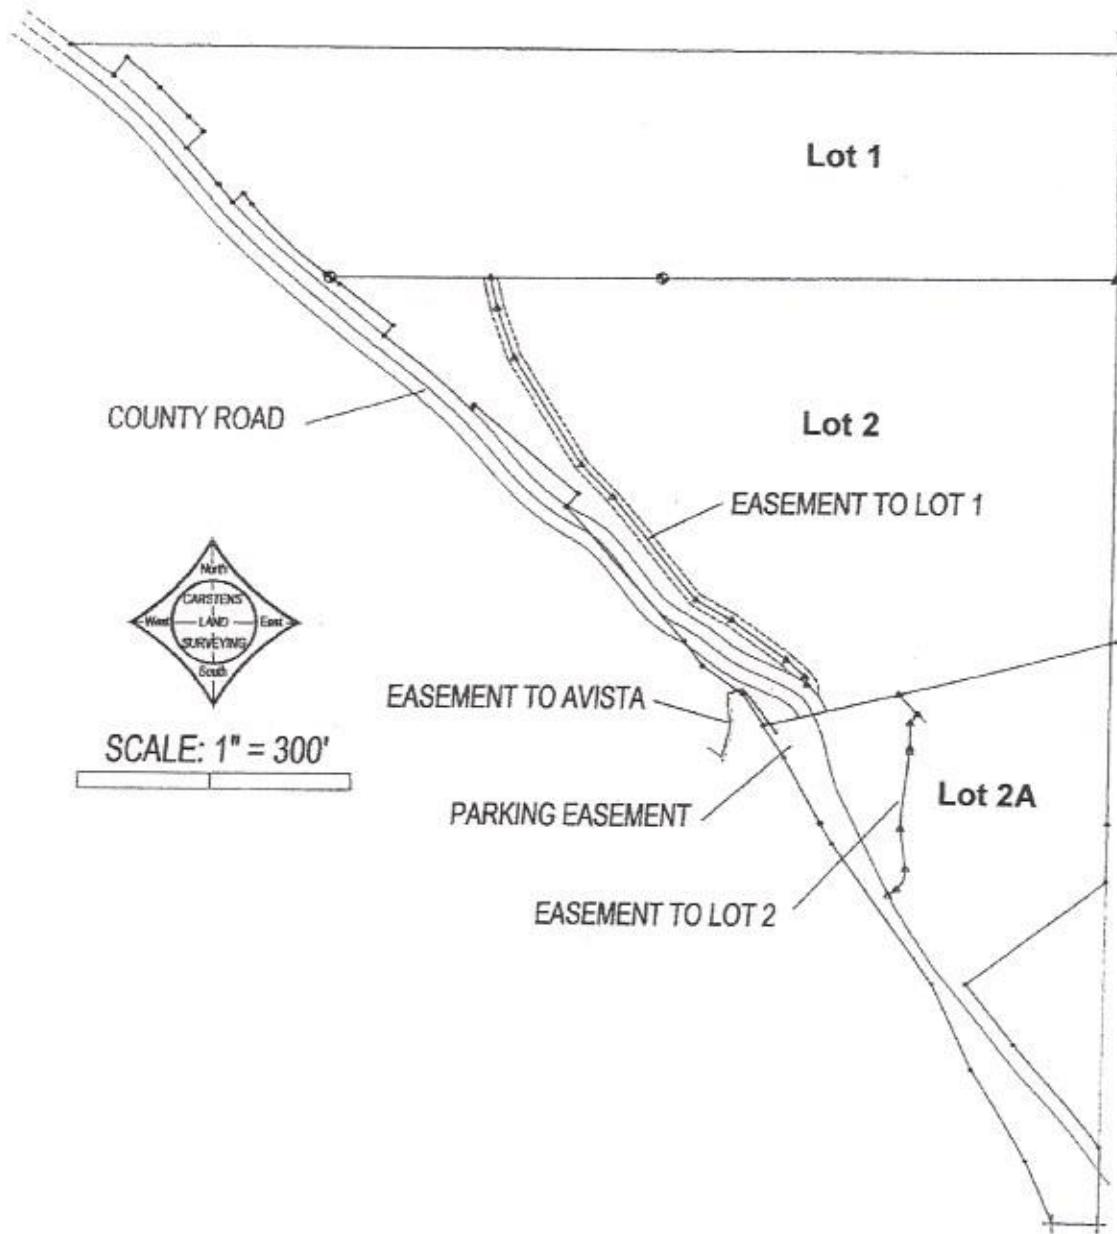 Lot 1
COUNTY ROAD
Lot 2
EASEMENT TO LOT 1
North
CARSTENS
West LAND East
SURVEYING
South
EASEMENT TO AVISTA
SCALE: 1" = 300'
Lot 2A
PARKING EASEMENT
EASEMENT TO LOT 2